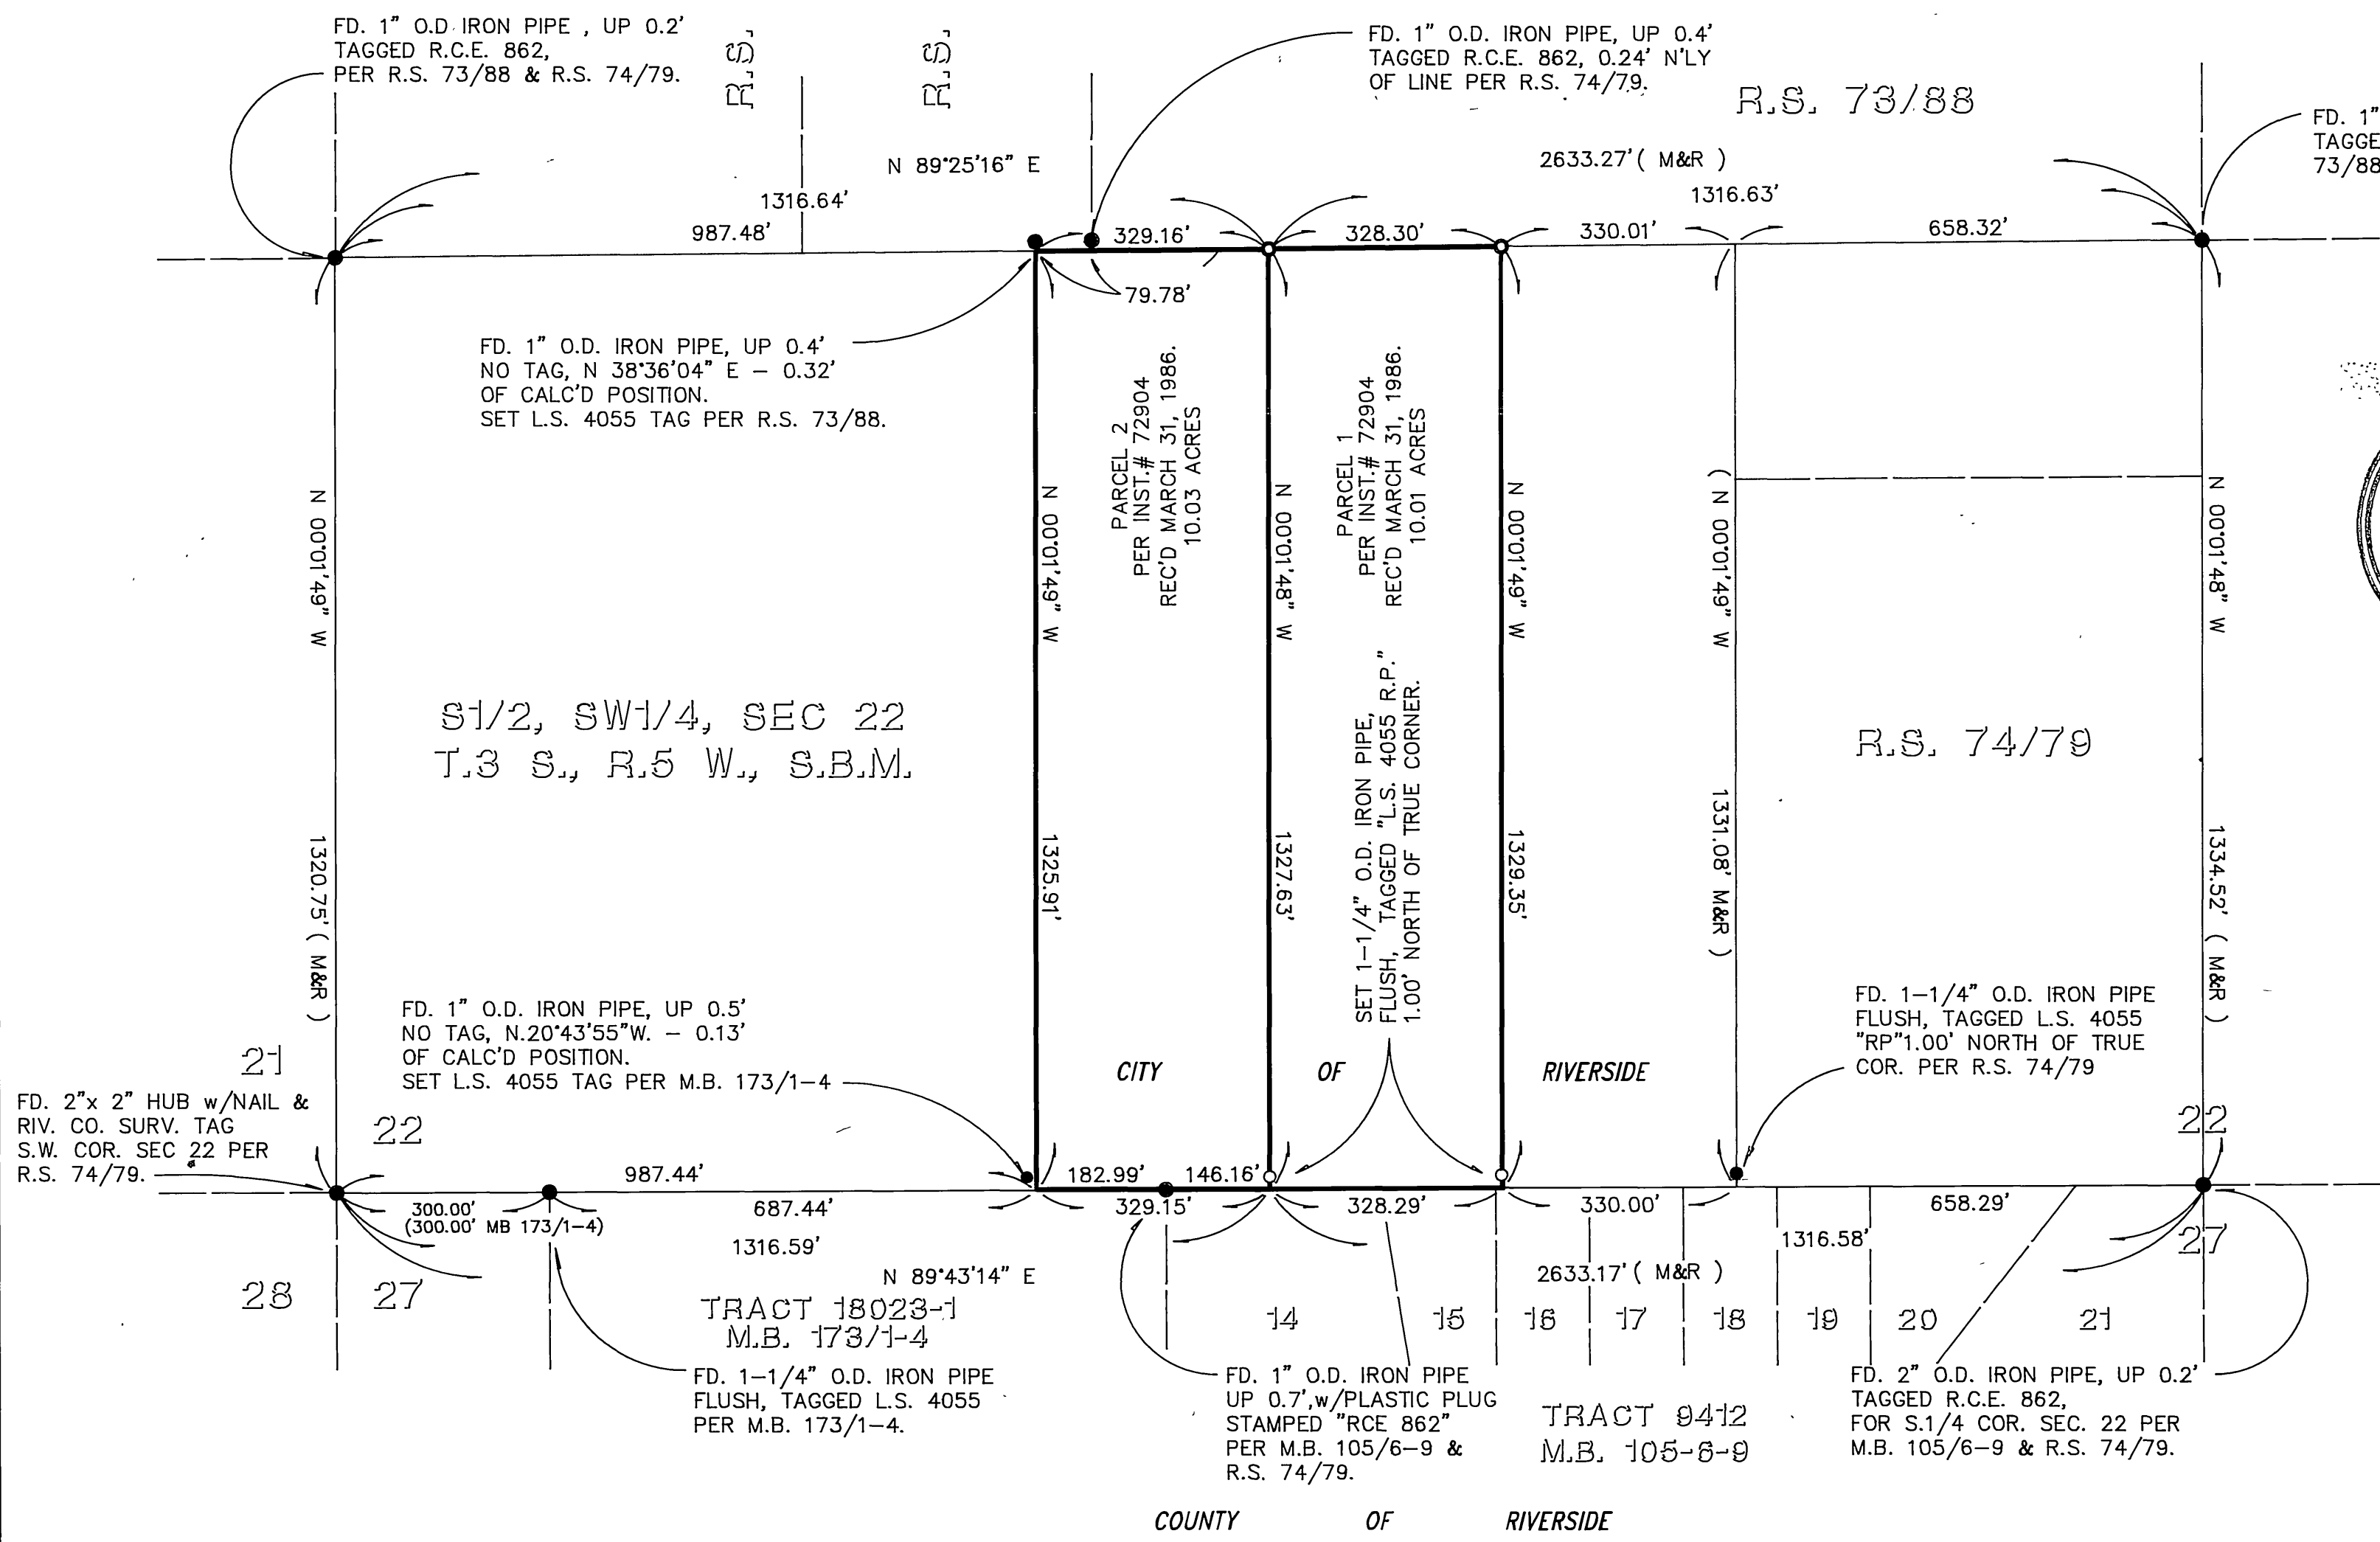 FD. 1" O.D. IRON PIPE , UP 0.2'
TAGGED R.C.E. 862,
PER R.S. 73/88 & R.S. 74/79.
R.S.
R.S.
FD. 1" O.D. IRON PIPE, UP 0.4'
TAGGED R.C.E. 862, 0.24' N'LY
OF LINE PER R.S. 74/79.
R.S. 73/88
FD. 1"
TAGGE
73/88
N 89°25'16" E
2633.27' ( M&R )
1316.64'
1316.63'
987.48'
329.16'
328.30'
330.01'
658.32'
79.78'
FD. 1" O.D. IRON PIPE, UP 0.4'
NO TAG, N 38°36'04" E – 0.32'
OF CALC'D POSITION.
SET L.S. 4055 TAG PER R.S. 73/88.
PARCEL 2
PER INST.# 72904
REC'D MARCH 31, 1986.
10.03 ACRES
PARCEL 1
PER INST.# 72904
REC'D MARCH 31, 1986.
10.01 ACRES
N 00°01'49" W
N 00°01'49" W
N 00°01'48" W
N 00°01'49" W
( N 00°01'49" W
N 00°01'48" W
S1/2, SW1/4, SEC 22
T.3 S., R.5 W., S.B.M.
R.S. 74/79
SET 1–1/4" O.D. IRON PIPE,
FLUSH, TAGGED "L.S. 4055 R.P."
1.00' NORTH OF TRUE CORNER.
1320.75' ( M&R )
1325.91'
1327.63'
1329.35'
1331.08' M&R )
1334.52' ( M&R )
FD. 1" O.D. IRON PIPE, UP 0.5'
NO TAG, N.20°43'55"W. – 0.13'
OF CALC'D POSITION.
SET L.S. 4055 TAG PER M.B. 173/1–4
FD. 1–1/4" O.D. IRON PIPE
FLUSH, TAGGED L.S. 4055
"RP"1.00' NORTH OF TRUE
COR. PER R.S. 74/79
CITY OF RIVERSIDE
21
22
22
FD. 2"x 2" HUB w/NAIL &
RIV. CO. SURV. TAG
S.W. COR. SEC 22 PER
R.S. 74/79.
987.44'
182.99'
146.16'
300.00'
(300.00' MB 173/1–4)
687.44'
329.15'
328.29'
330.00'
658.29'
1316.59'
1316.58'
27
N 89°43'14" E
2633.17' ( M&R )
28
27
TRACT 18023-1
M.B. 173/1-4
14
15
16
17
18
19
20
21
FD. 1–1/4" O.D. IRON PIPE
FLUSH, TAGGED L.S. 4055
PER M.B. 173/1–4.
FD. 1" O.D. IRON PIPE
UP 0.7',w/PLASTIC PLUG
STAMPED "RCE 862"
PER M.B. 105/6–9 &
R.S. 74/79.
TRACT 9412
M.B. 105-6-9
FD. 2" O.D. IRON PIPE, UP 0.2'
TAGGED R.C.E. 862,
FOR S.1/4 COR. SEC. 22 PER
M.B. 105/6–9 & R.S. 74/79.
COUNTY OF RIVERSIDE